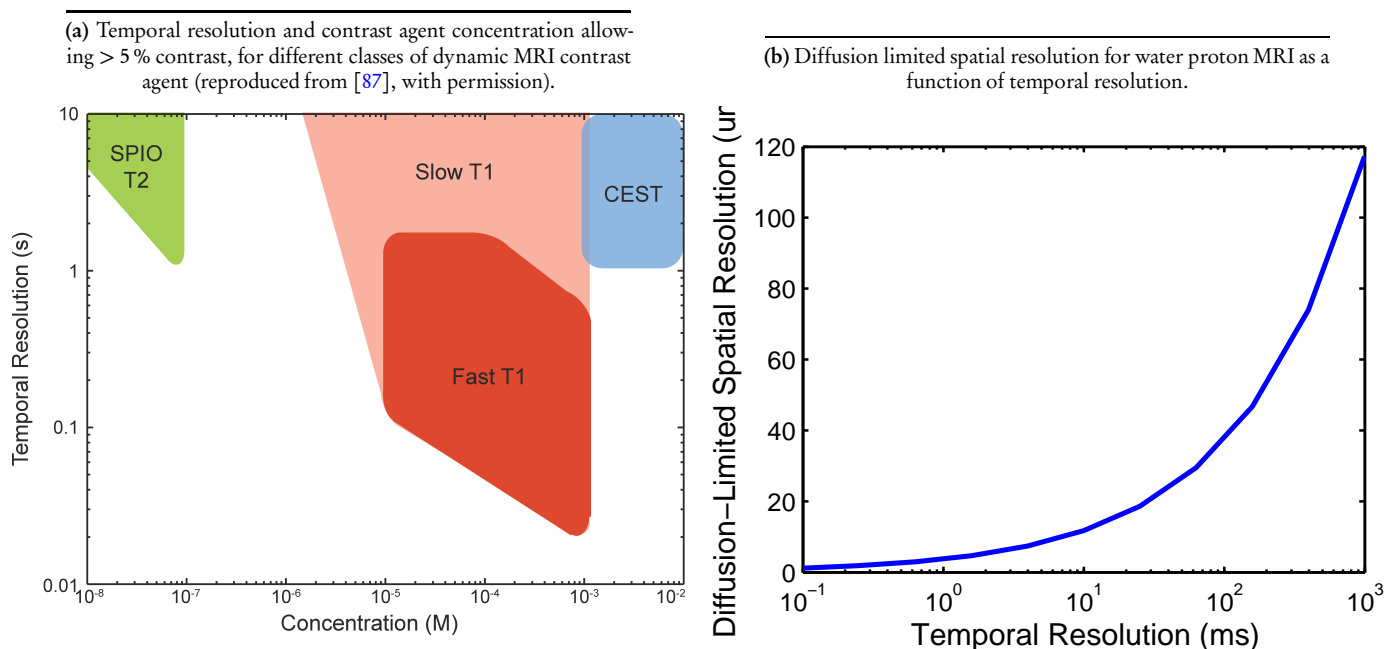 (a) Temporal resolution and contrast agent concentration allow-
ing > 5 % contrast, for different classes of dynamic MRI contrast
agent (reproduced from [87], with permission).
10
1
0.1
0.01
Temporal Resolution (s)
SPIO
T2
Slow T1
CEST
Fast T1
10⁻⁸ 10⁻⁷ 10⁻⁶ 10⁻⁵ 10⁻⁴ 10⁻³ 10⁻²
Concentration (M)
(b) Diffusion limited spatial resolution for water proton MRI as a
function of temporal resolution.
Diffusion−Limited Spatial Resolution (ur
120
100
80
60
40
20
0
10⁻¹ 10⁰ 10¹ 10² 10³
Temporal Resolution (ms)